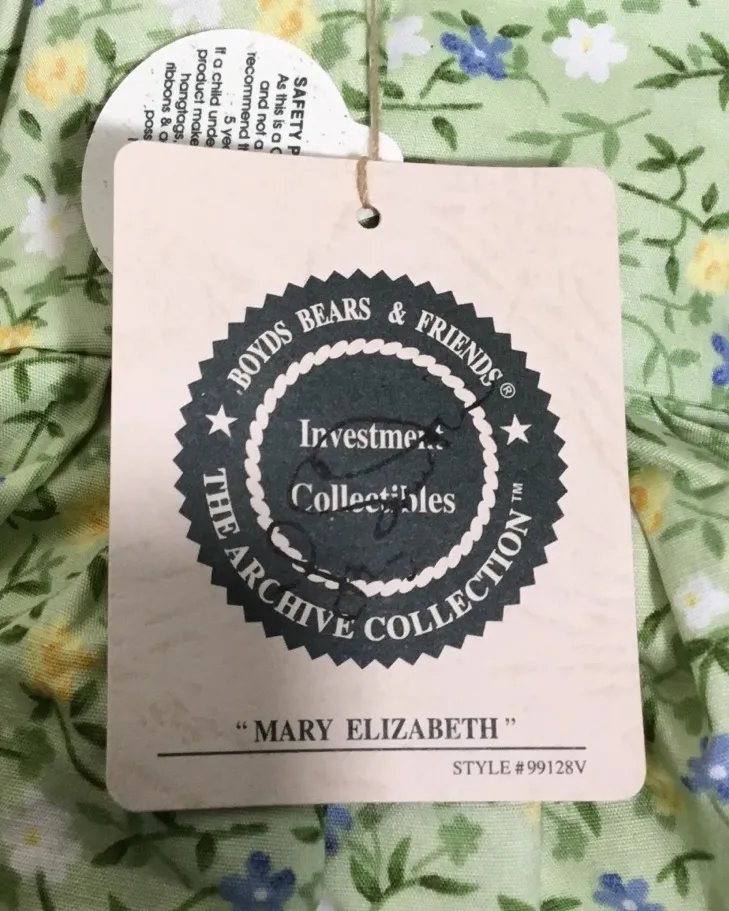 SAFETY
As this is a
and not a
recommend
If a child unde
5
product make
hangtags,
ribbons &
BOYDS BEARS & FRIENDS®
Investment
Collectibles
THE ARCHIVE COLLECTION™
"MARY ELIZABETH"
STYLE #99128V